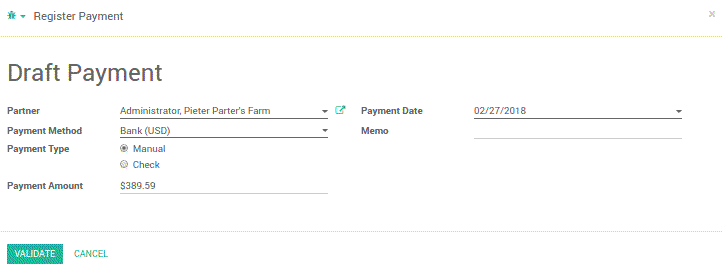 Register Payment
×
Draft Payment
Partner Administrator, Pieter Parter's Farm Payment Date 02/27/2018
Payment Method Bank (USD) Memo
Payment Type Manual
Check
Payment Amount $389.59
VALIDATE CANCEL